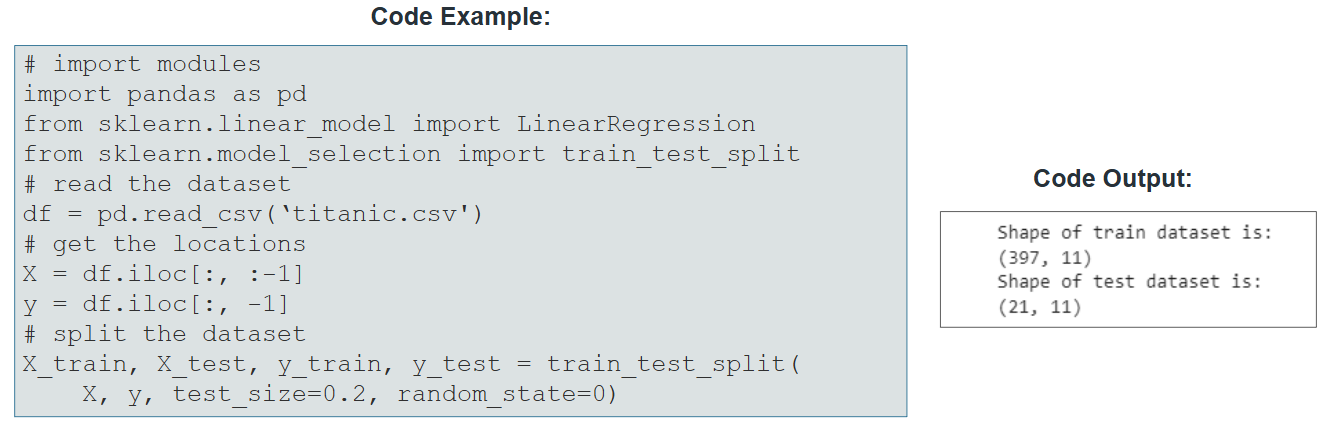 Code Example:
# import modules
import pandas as pd
from sklearn.linear_model import LinearRegression
from sklearn.model_selection import train_test_split
# read the dataset
df = pd.read_csv(‛titanic.csv')
# get the locations
X = df.iloc[:, :-1]
y = df.iloc[:, -1]
# split the dataset
X_train, X_test, y_train, y_test = train_test_split(
    X, y, test_size=0.2, random_state=0)
Code Output:
Shape of train dataset is:
(397, 11)
Shape of test dataset is:
(21, 11)